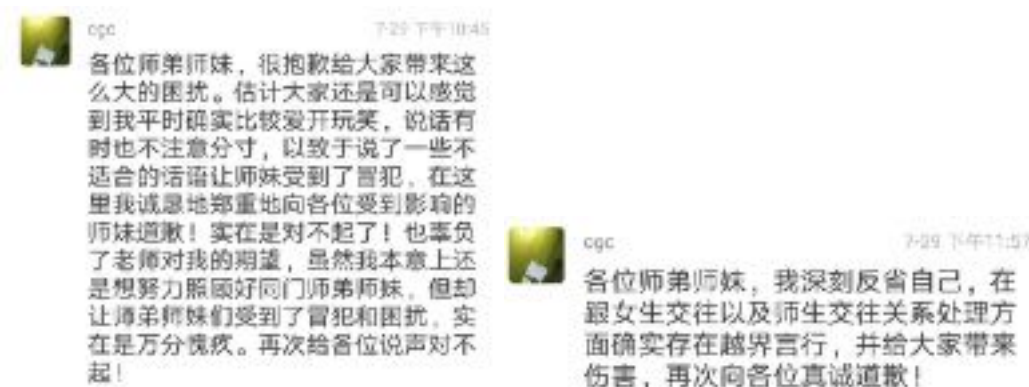 cgc
7-29 下午10:45
各位师弟师妹，很抱歉给大家带来这
么大的困扰。估计大家还是可以感觉
到我平时确实比较爱开玩笑，说话有
时也不注意分寸，以致于说了一些不
适合的话语让师妹受到了冒犯，在这
里我诚恳地郑重地向各位受到影响的
师妹道歉！实在是对不起了！也辜负
了老师对我的期望，虽然我本意上还
是想努力照顾好同门师弟师妹，但却
让师弟师妹们受到了冒犯和困扰，实
在是万分愧疚。再次给各位说声对不
起！
cgc
7-29 下午11:57
各位师弟师妹，我深刻反省自己，在
跟女生交往以及师生交往关系处理方
面确实存在越界言行，并给大家带来
伤害，再次向各位真诚道歉！